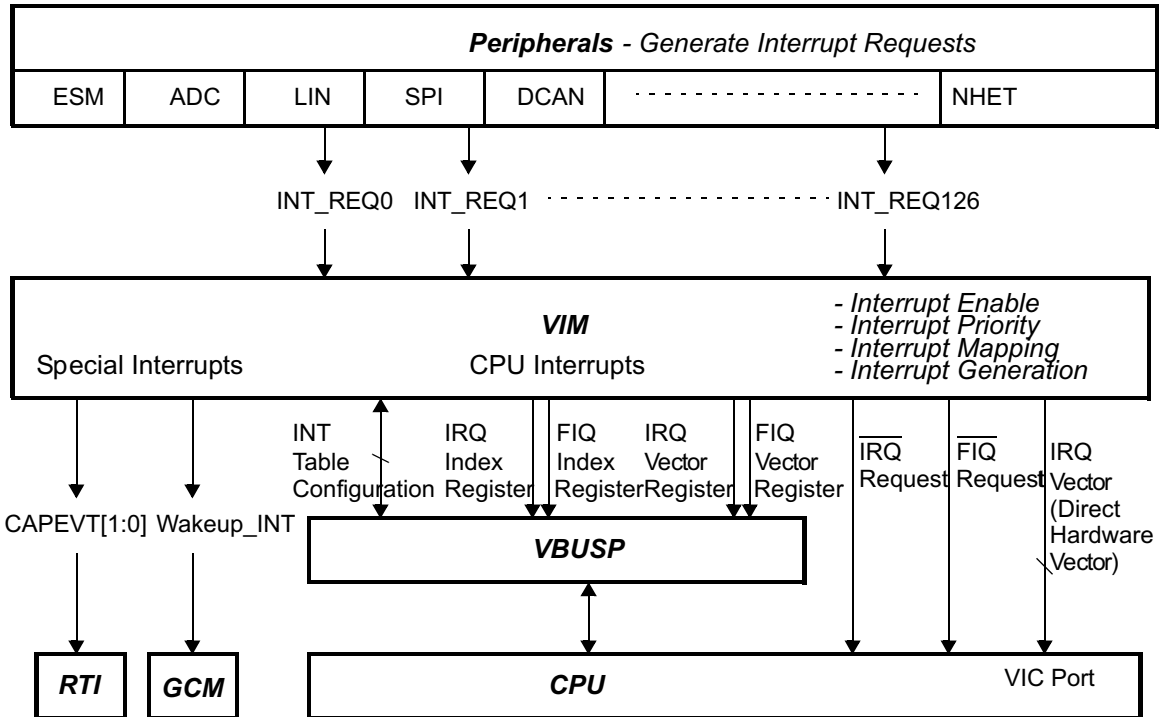 Peripherals - Generate Interrupt Requests
ESM ADC LIN SPI DCAN NHET
INT_REQ0 INT_REQ1 INT_REQ126
VIM
- Interrupt Enable
- Interrupt Priority
- Interrupt Mapping
- Interrupt Generation
Special Interrupts
CPU Interrupts
INT
Table
Configuration
IRQ
Index
Register
FIQ
Index
Register
IRQ
Vector
Register
FIQ
Vector
Register
IRQ
Request
FIQ
Request
IRQ
Vector
(Direct
Hardware
Vector)
CAPEVT[1:0] Wakeup_INT
VBUSP
RTI
GCM
CPU
VIC Port